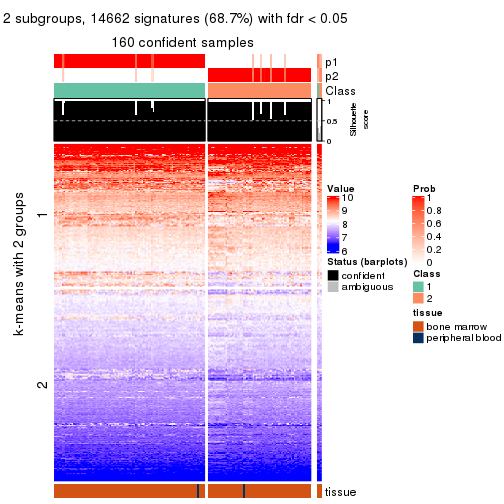 2 subgroups, 14662 signatures (68.7%) with fdr < 0.05
160 confident samples
p1
p2
Class
1
0.5
0
Silhouette
score
k-means with 2 groups
1
2
Value
10
9
8
7
6
Status (barplots)
confident
ambiguous
Prob
1
0.8
0.6
0.4
0.2
0
Class
1
2
tissue
bone marrow
peripheral blood
tissue